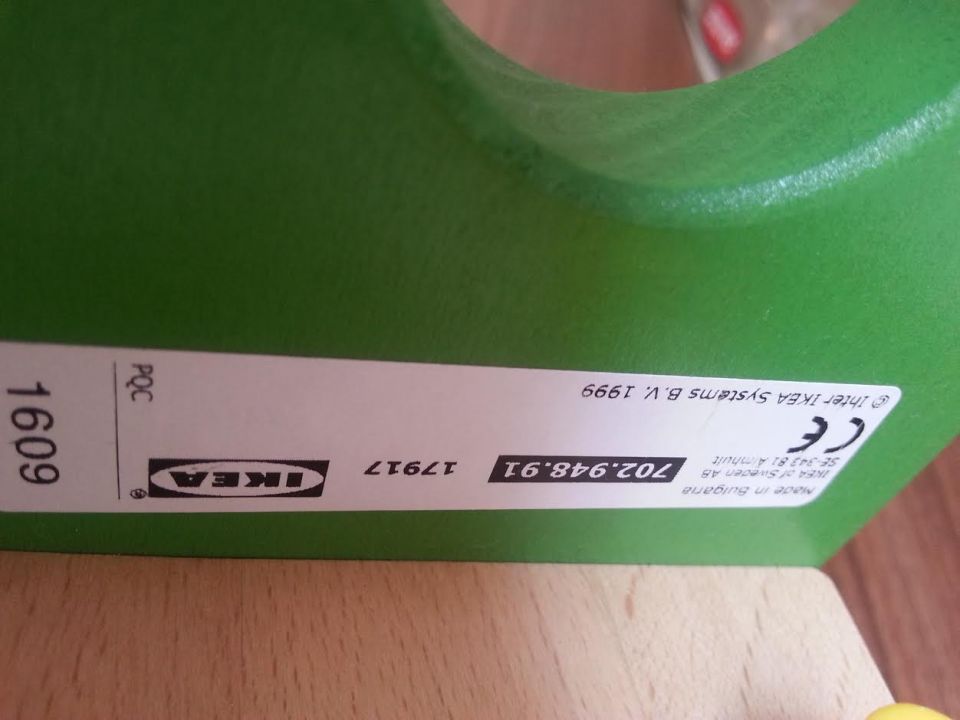 Made in Bulgaria
IKEA of Sweden AB
SE-343 81 Älmhult
CE
© Inter IKEA Systems B.V. 1999
702.948.91
17917
IKEA®
PQC
1609